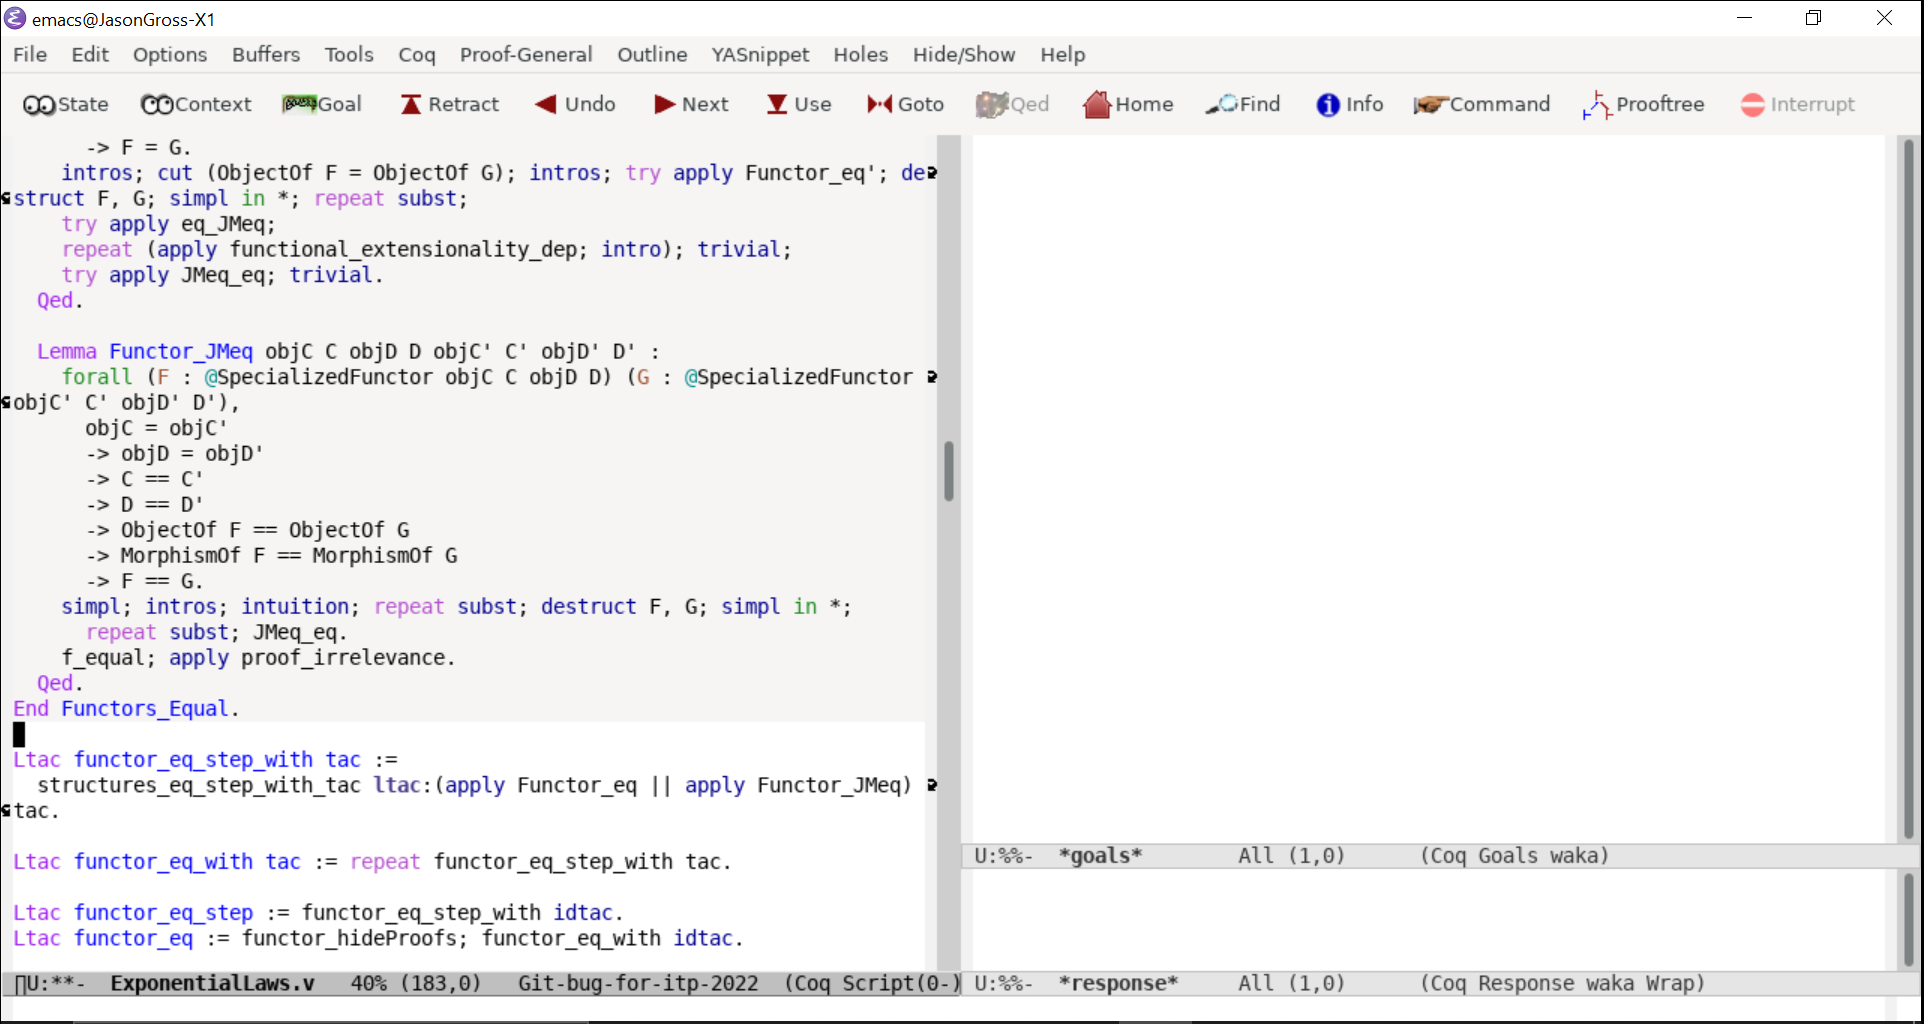 emacs@JasonGross-X1
File Edit Options Buffers Tools Coq Proof-General Outline YASnippet Holes Hide/Show Help
State Context Goal Retract Undo Next Use Goto Qed Home Find Info Command Prooftree Interrupt
      -> F = G.
    intros; cut (ObjectOf F = ObjectOf G); intros; try apply Functor_eq'; de
struct F, G; simpl in *; repeat subst;
    try apply eq_JMeq;
    repeat (apply functional_extensionality_dep; intro); trivial;
    try apply JMeq_eq; trivial.
  Qed.

  Lemma Functor_JMeq objC C objD D objC' C' objD' D' :
    forall (F : @SpecializedFunctor objC C objD D) (G : @SpecializedFunctor
objC' C' objD' D'),
      objC = objC'
      -> objD = objD'
      -> C == C'
      -> D == D'
      -> ObjectOf F == ObjectOf G
      -> MorphismOf F == MorphismOf G
      -> F == G.
    simpl; intros; intuition; repeat subst; destruct F, G; simpl in *;
      repeat subst; JMeq_eq.
    f_equal; apply proof_irrelevance.
  Qed.
End Functors_Equal.

Ltac functor_eq_step_with tac :=
  structures_eq_step_with_tac ltac:(apply Functor_eq || apply Functor_JMeq)
tac.

Ltac functor_eq_with tac := repeat functor_eq_step_with tac.

Ltac functor_eq_step := functor_eq_step_with idtac.
Ltac functor_eq := functor_hideProofs; functor_eq_with idtac.
U:**- ExponentialLaws.v 40% (183,0) Git-bug-for-itp-2022 (Coq Script(0-)
U:%%- *goals* All (1,0) (Coq Goals waka)
U:%%- *response* All (1,0) (Coq Response waka Wrap)